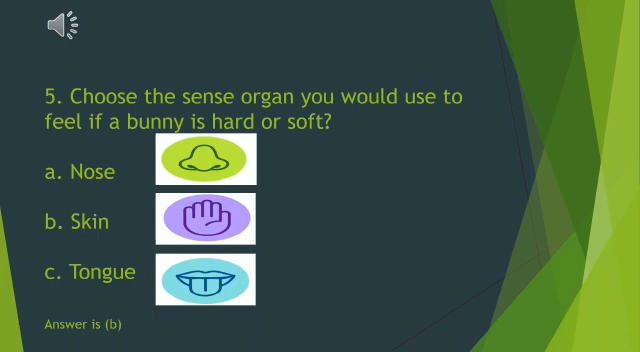 5. Choose the sense organ you would use to
feel if a bunny is hard or soft?
a. Nose
b. Skin
c. Tongue
Answer is (b)